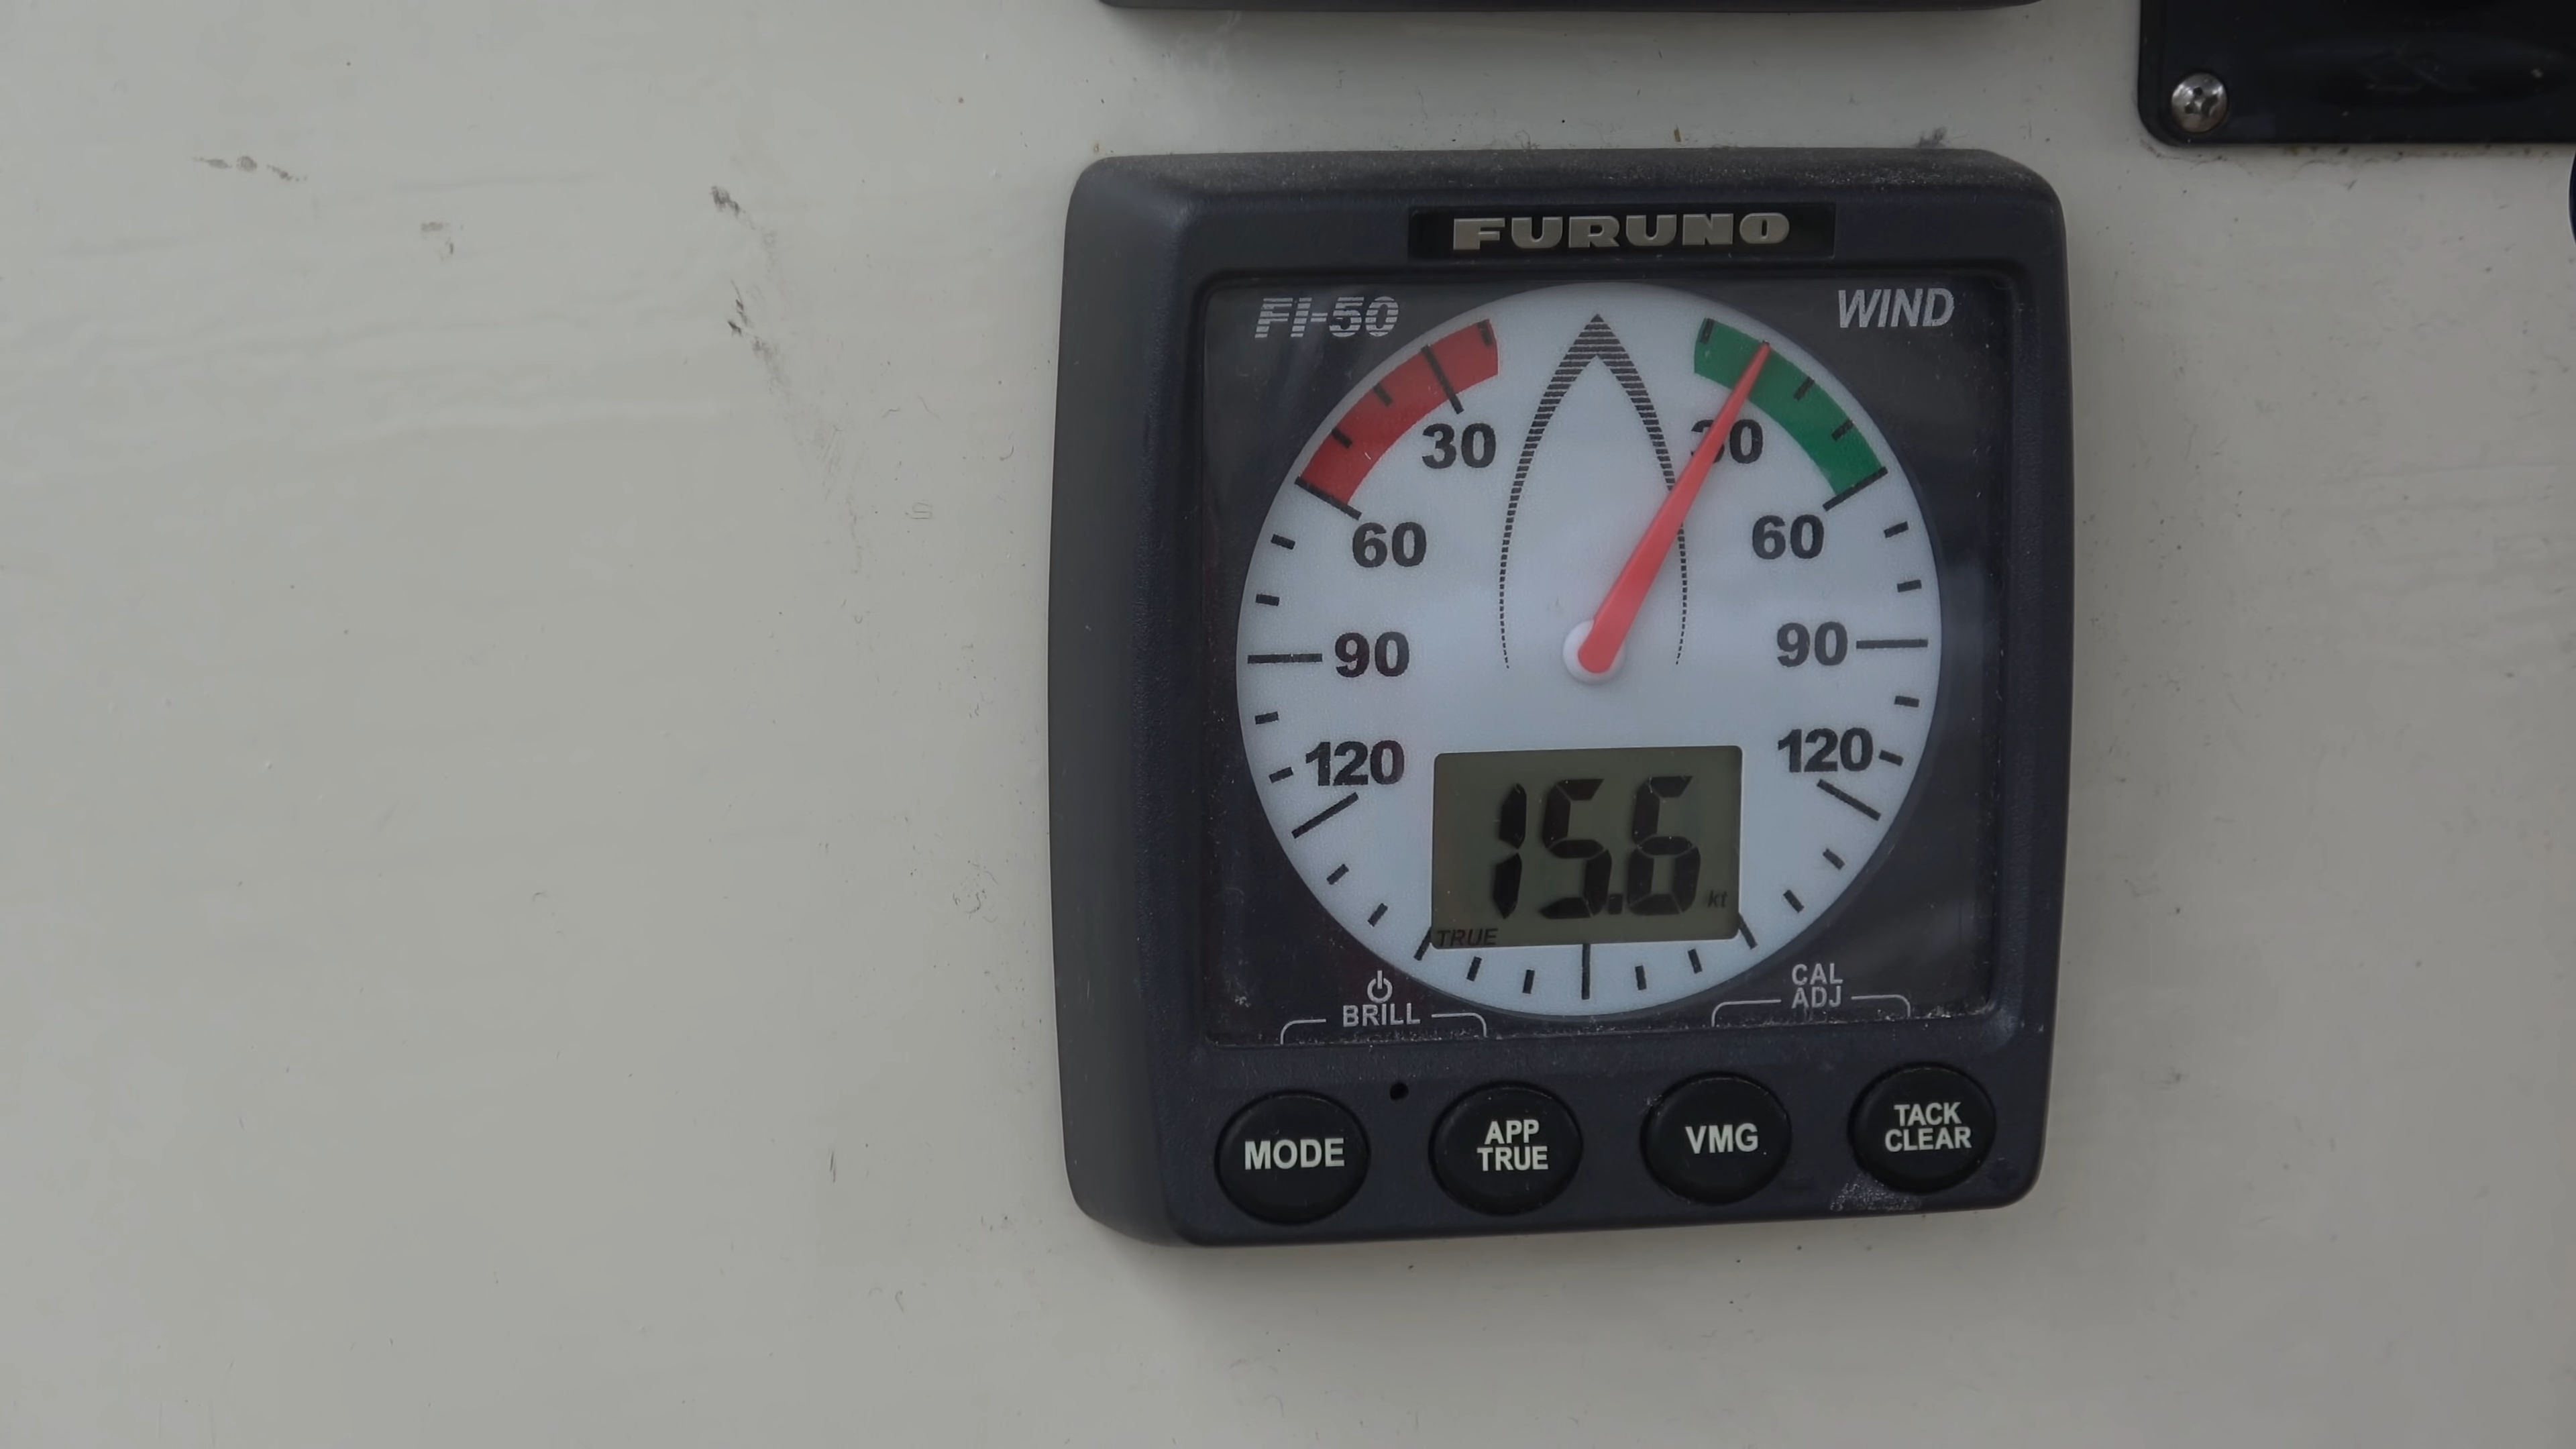 FURUNO
FI-50
WIND
30
30
60
60
90
90
120
120
15.6
kt
TRUE
BRILL
CAL
ADJ
MODE
APP
TRUE
VMG
TACK
CLEAR